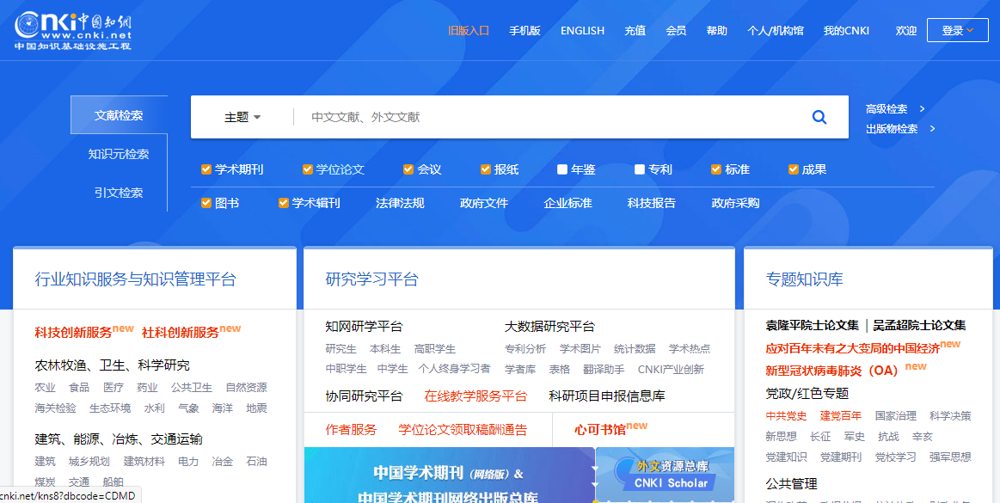 Cnki中国知网
www.cnki.net
中国知识基础设施工程
旧版入口 手机版 ENGLISH 充值 会员 帮助 个人/机构馆 我的CNKI 欢迎 登录
文献检索
知识元检索
引文检索
主题 中文文献、外文文献
高级检索 >
出版物检索 >
学术期刊 学位论文 会议 报纸 年鉴 专利 标准 成果
图书 学术辑刊 法律法规 政府文件 企业标准 科技报告 政府采购
行业知识服务与知识管理平台
科技创新服务new 社科创新服务new
农林牧渔、卫生、科学研究
农业 食品 医疗 药业 公共卫生 自然资源
海关检验 生态环境 水利 气象 海洋 地震
建筑、能源、冶炼、交通运输
建筑 城乡规划 建筑材料 电力 冶金 石油
煤炭 交通 船舶
cnki.net/kns8?dbcode=CDMD
研究学习平台
知网研学平台
研究生 本科生 高职学生
中职学生 中学生 个人终身学习者
大数据研究平台
专利分析 学术图片 统计数据 学术热点
学者库 表格 翻译助手 CNKI产业创新
协同研究平台 在线教学服务平台 科研项目申报信息库
作者服务 学位论文领取稿酬通告 心可书馆new
中国学术期刊(网络版)&
中国学术期刊网络出版总库
外文资源总库
CNKI Scholar
专题知识库
袁隆平院士论文集 | 吴孟超院士论文集
应对百年未有之大变局的中国经济new
新型冠状病毒肺炎(OA) new
党政/红色专题
中共党史 建党百年 国家治理 科学决策
新思想 长征 军史 抗战 辛亥
党建知识 党建期刊 党校学习 强军思想
公共管理